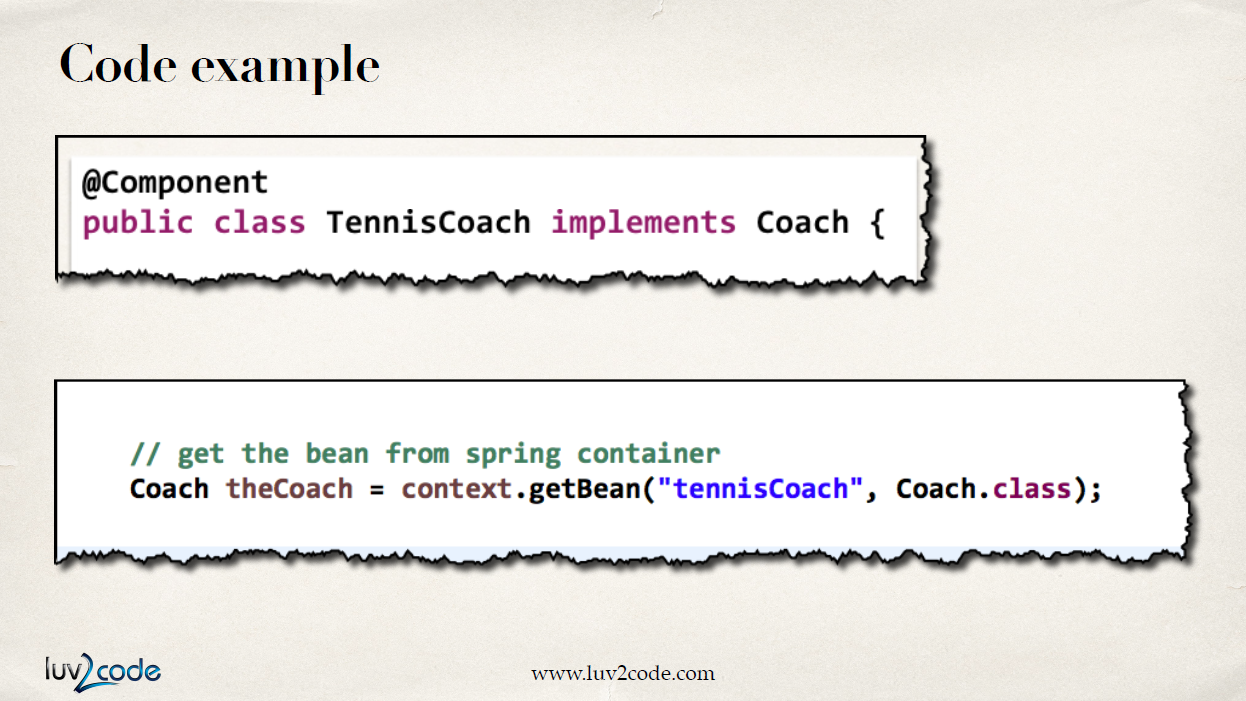 Code example
@Component
public class TennisCoach implements Coach {
// get the bean from spring container
Coach theCoach = context.getBean("tennisCoach", Coach.class);
luv2code
www.luv2code.com